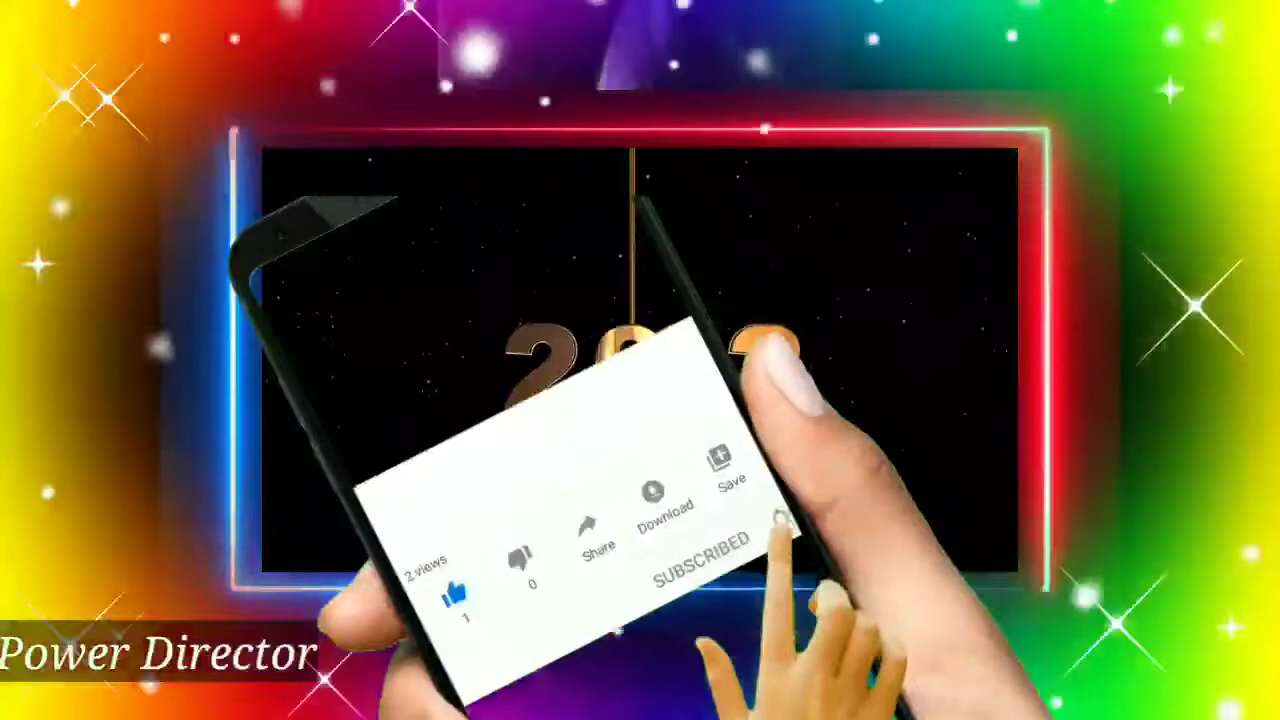 2 views
1
0
Share
Download
Save
SUBSCRIBED
Power Director